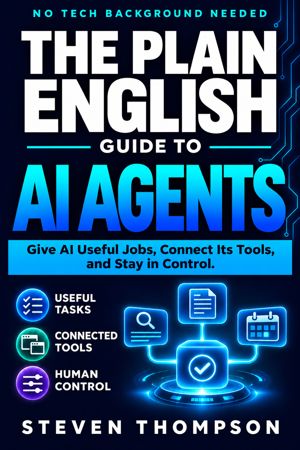 NO TECH BACKGROUND NEEDED
THE PLAIN
ENGLISH
GUIDE TO
AI AGENTS
Give AI Useful Jobs, Connect Its Tools,
and Stay in Control.
USEFUL
TASKS
CONNECTED
TOOLS
HUMAN
CONTROL
STEVEN THOMPSON